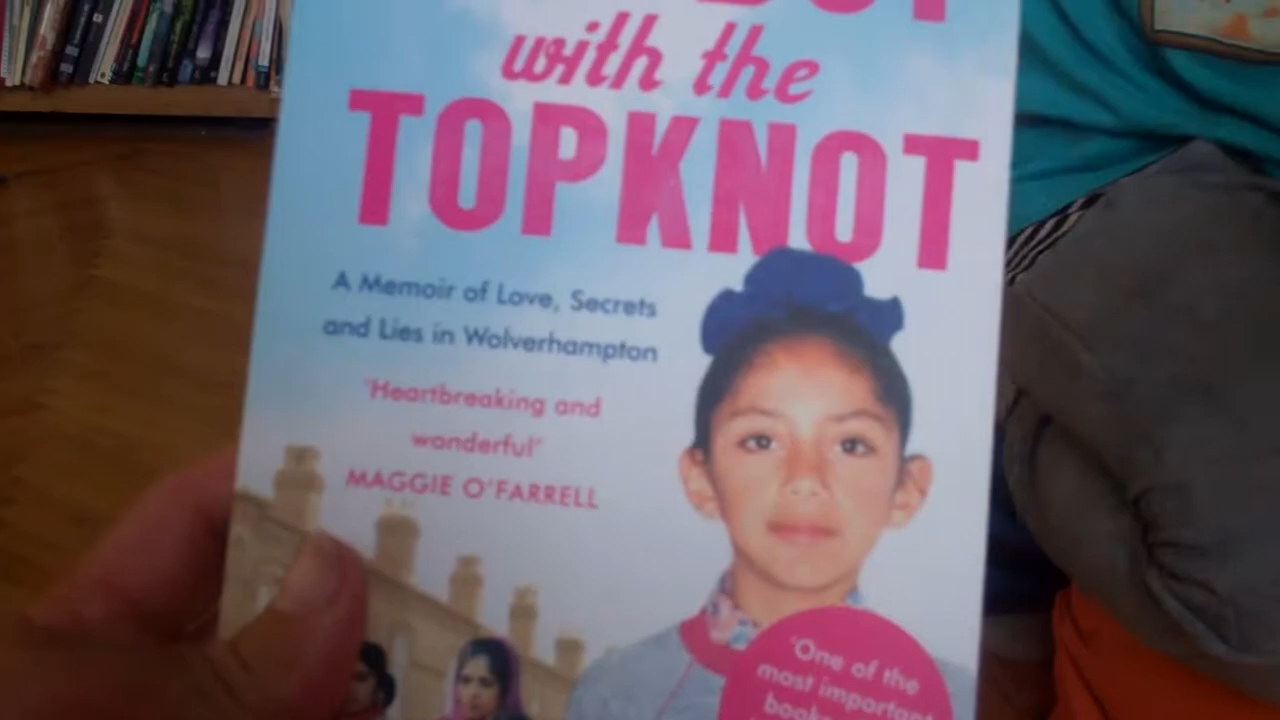 with the
TOPKNOT
A Memoir of Love, Secrets
and Lies in Wolverhampton
'Heartbreaking and
wonderful'
MAGGIE O'FARRELL
'One of the
most important